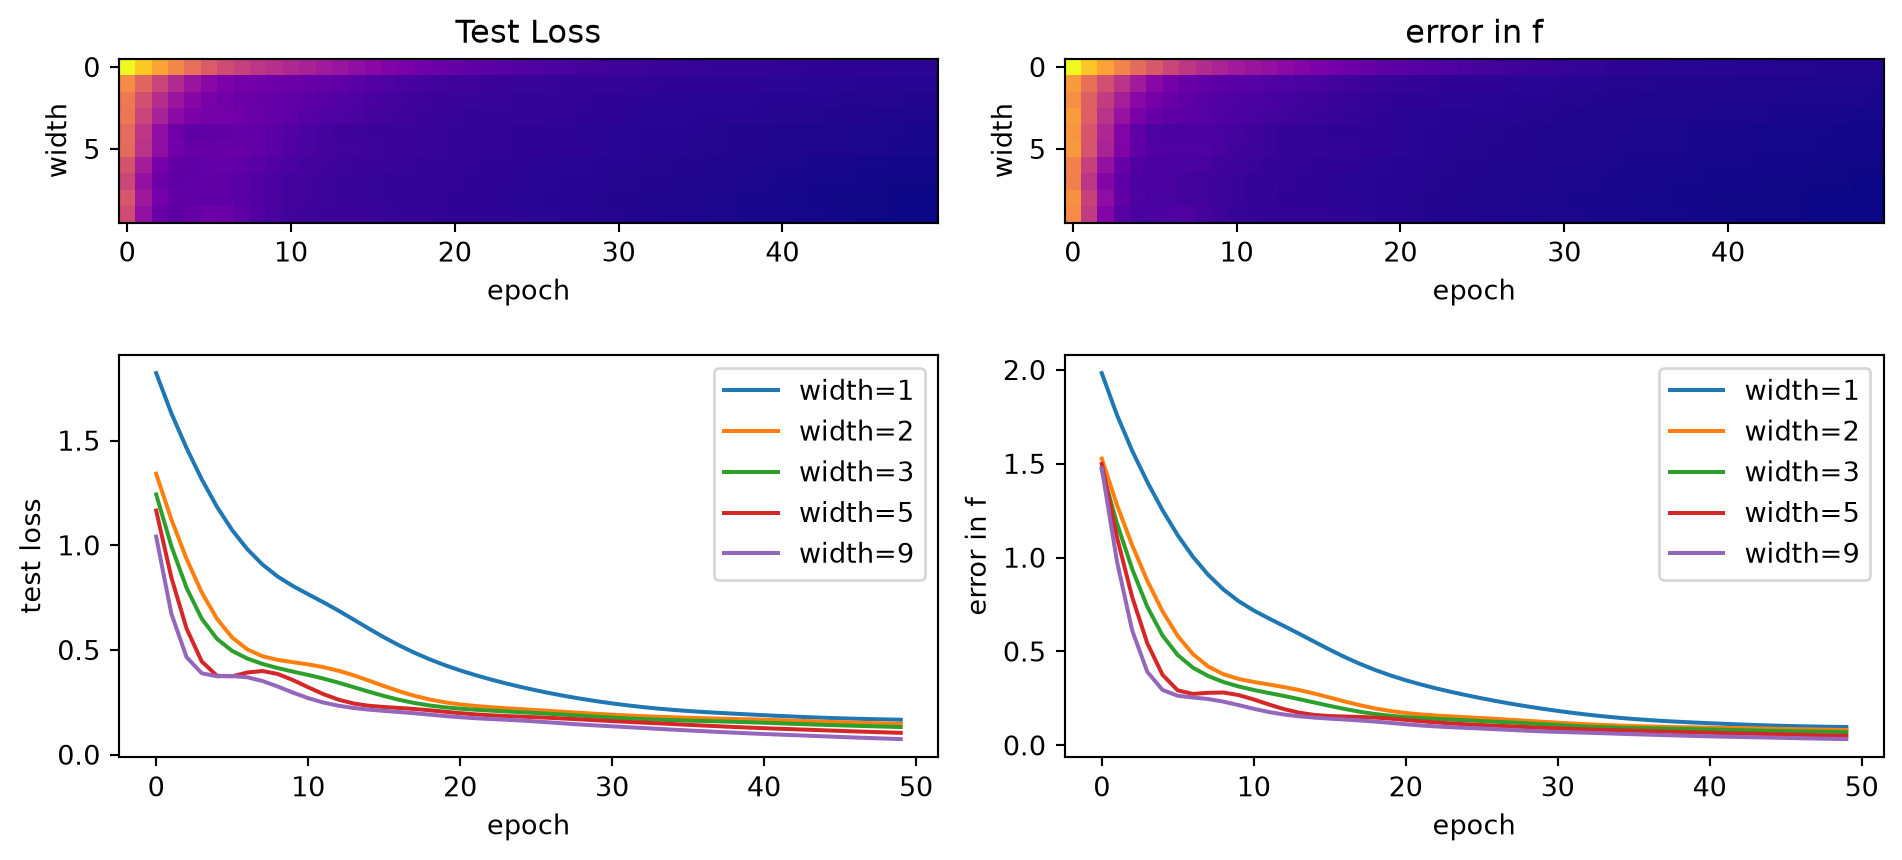 Test Loss
width
0
5
0 10 20 30 40
epoch
error in f
width
0
5
0 10 20 30 40
epoch
test loss
1.5
1.0
0.5
0.0
width=1
width=2
width=3
width=5
width=9
0 10 20 30 40 50
epoch
error in f
2.0
1.5
1.0
0.5
0.0
width=1
width=2
width=3
width=5
width=9
0 10 20 30 40 50
epoch